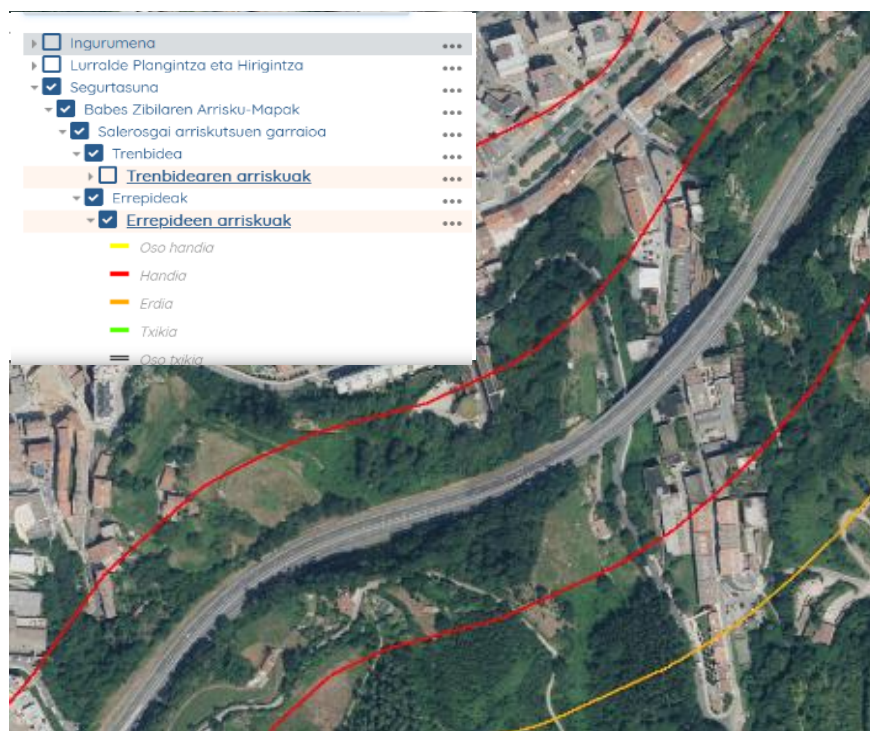 Ingurumena
Lurralde Plangintza eta Hirigintza
Segurtasuna
Babes Zibilaren Arrisku-Mapak
Salerosgai arriskutsuen garraioa
Trenbidea
Trenbidearen arriskuak
Errepideak
Errepideen arriskuak
Oso handia
Handia
Erdia
Txikia
Oso txikia